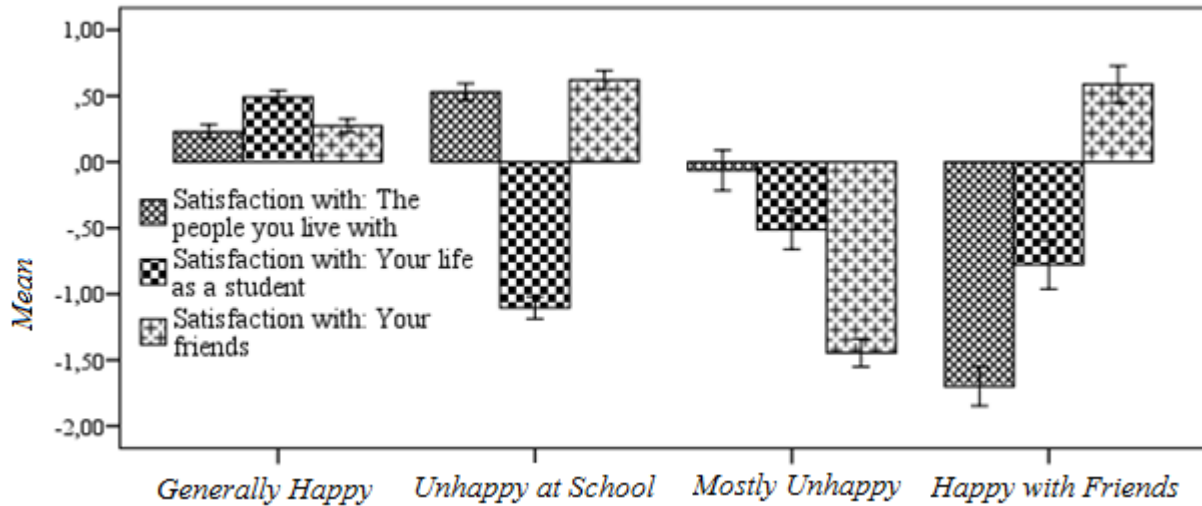 1,00
,50
,00
-,50
-1,00
-1,50
-2,00
Mean
Satisfaction with: The
people you live with
Satisfaction with: Your life
as a student
Satisfaction with: Your
friends
Generally Happy
Unhappy at School
Mostly Unhappy
Happy with Friends